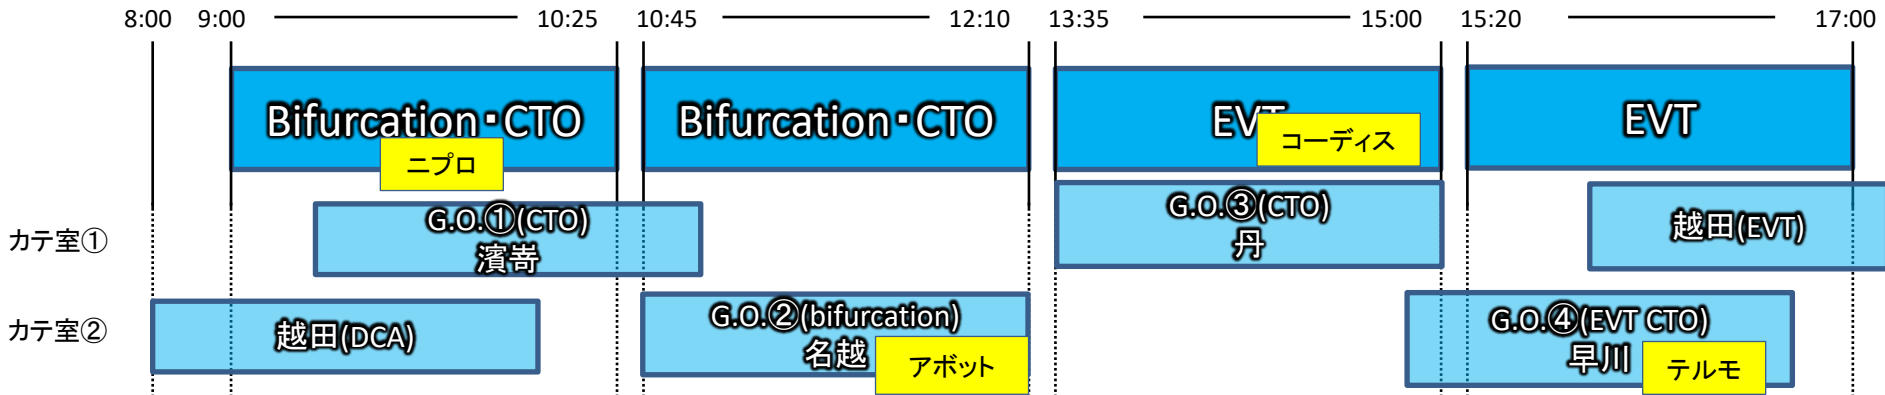 8:00 9:00 10:25 10:45 12:10 13:35 15:00 15:20 17:00
Bifurcation・CTO
ニプロ
Bifurcation・CTO
EVT
コーディス
EVT
カテ室①
G.O.①(CTO)
濱嵜
G.O.③(CTO)
丹
越田(EVT)
カテ室②
越田(DCA)
G.O.②(bifurcation)
名越
アボット
G.O.④(EVT CTO)
早川
テルモ